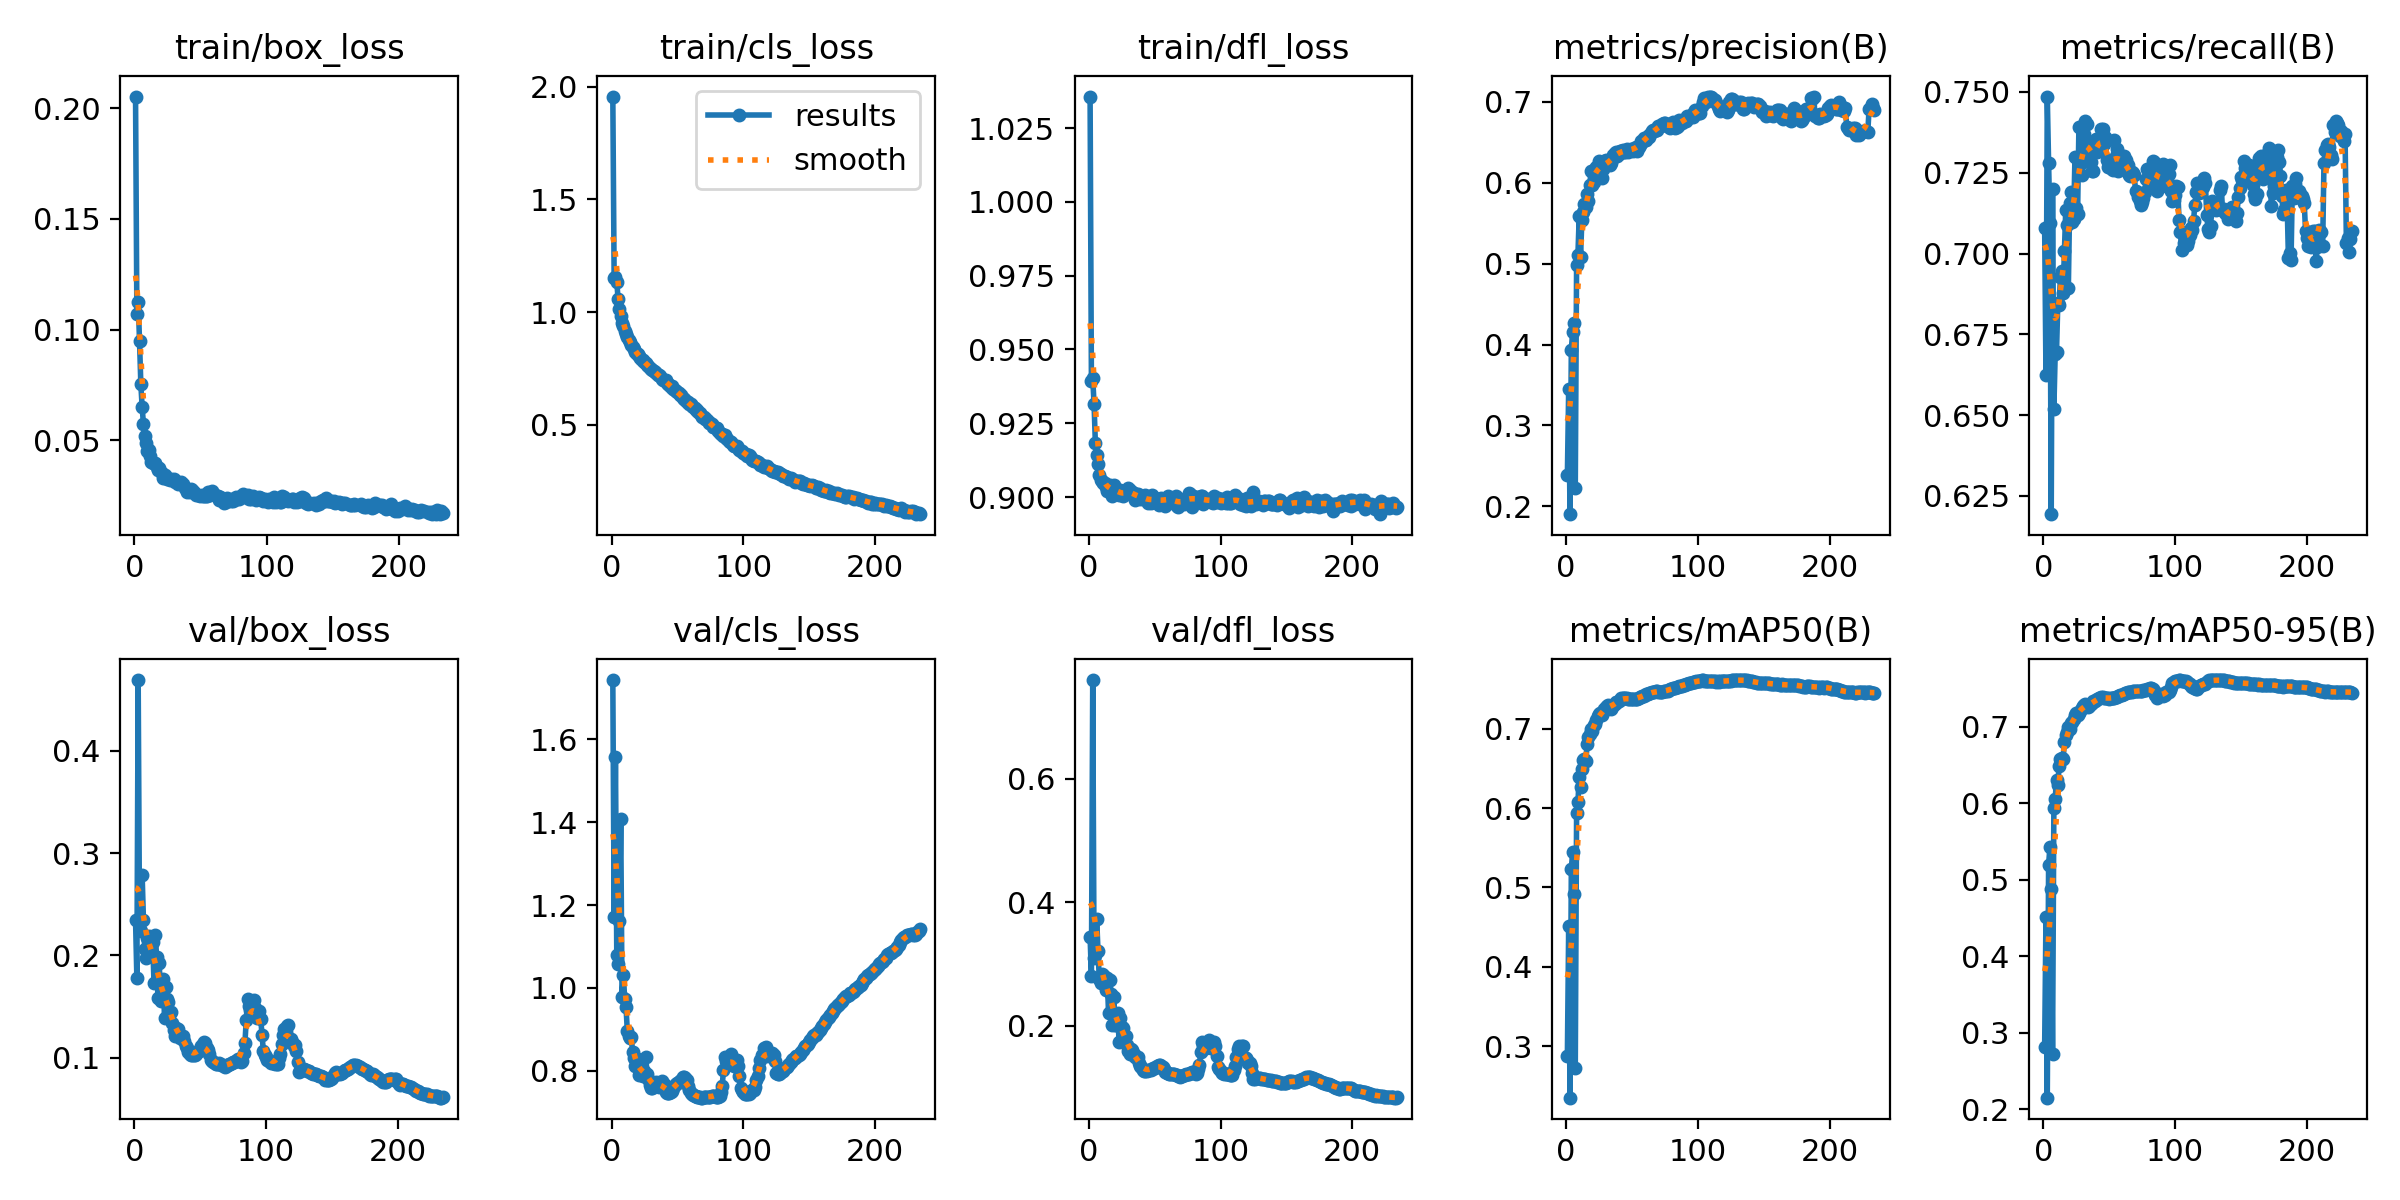 train/box_loss
0.20
0.15
0.10
0.05
0 100 200
train/cls_loss
2.0
1.5
1.0
0.5
results
smooth
0 100 200
train/dfl_loss
1.025
1.000
0.975
0.950
0.925
0.900
0 100 200
metrics/precision(B)
0.7
0.6
0.5
0.4
0.3
0.2
0 100 200
metrics/recall(B)
0.750
0.725
0.700
0.675
0.650
0.625
0 100 200
val/box_loss
0.4
0.3
0.2
0.1
0 100 200
val/cls_loss
1.6
1.4
1.2
1.0
0.8
0 100 200
val/dfl_loss
0.6
0.4
0.2
0 100 200
metrics/mAP50(B)
0.7
0.6
0.5
0.4
0.3
0 100 200
metrics/mAP50-95(B)
0.7
0.6
0.5
0.4
0.3
0.2
0 100 200